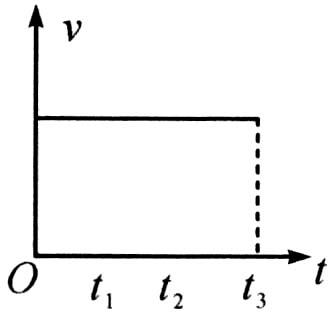 v
O t₁ t₂ t₃ t